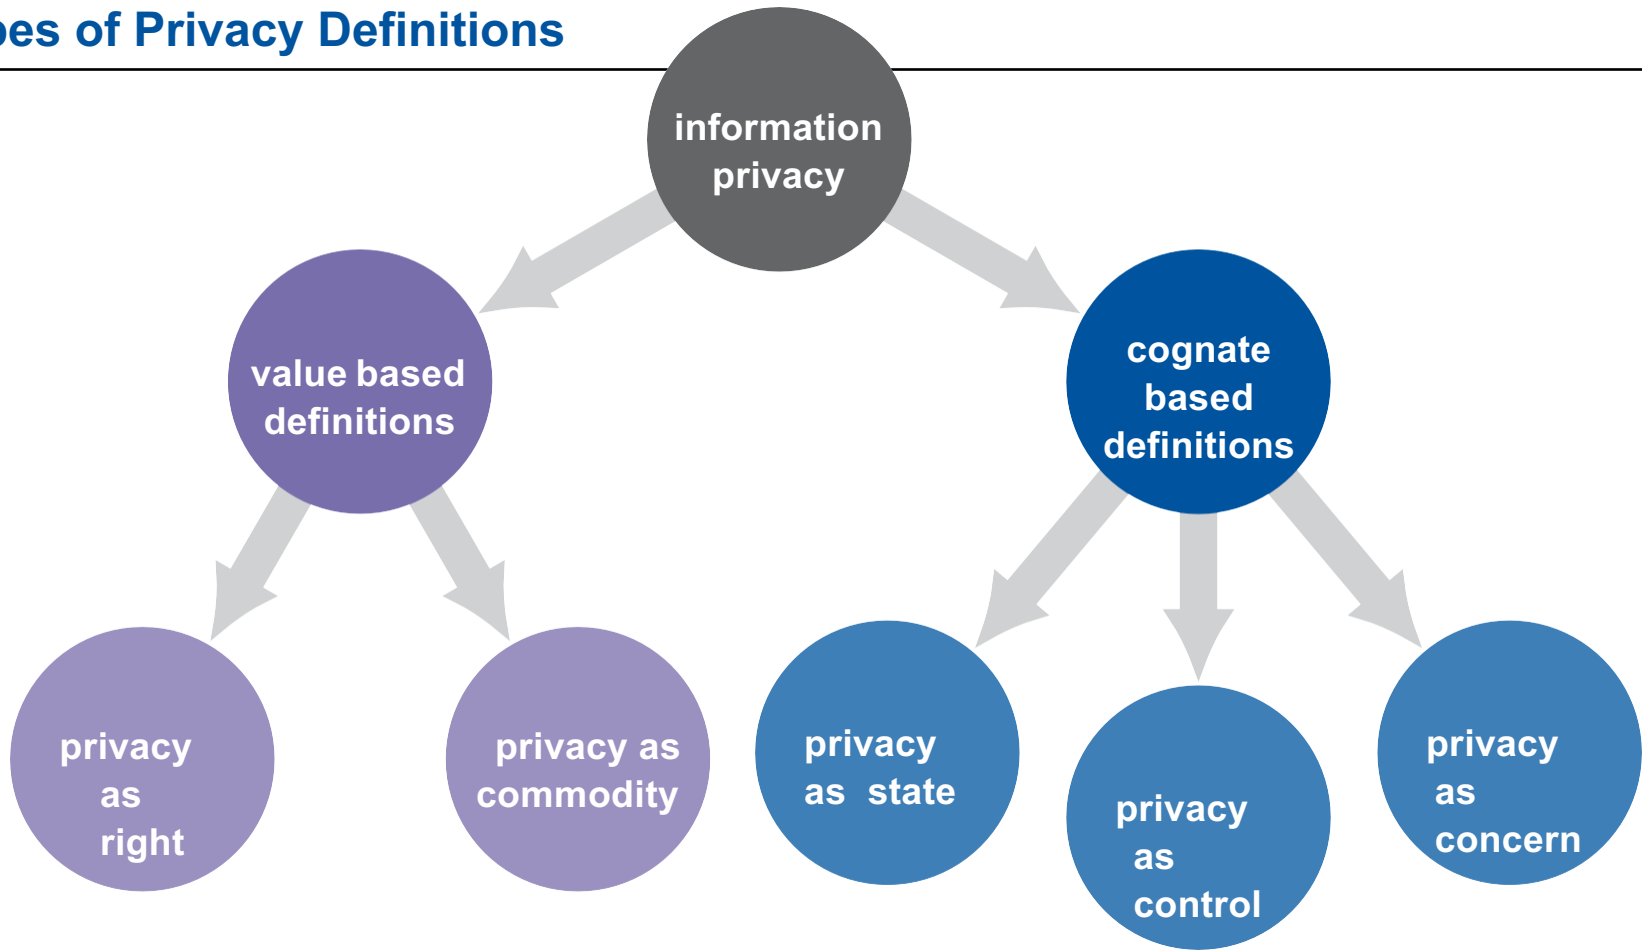 pes of Privacy Definitions
information
privacy
value based
definitions
cognate
based
definitions
privacy
as
right
privacy as
commodity
privacy
as state
privacy
as
control
privacy
as
concern